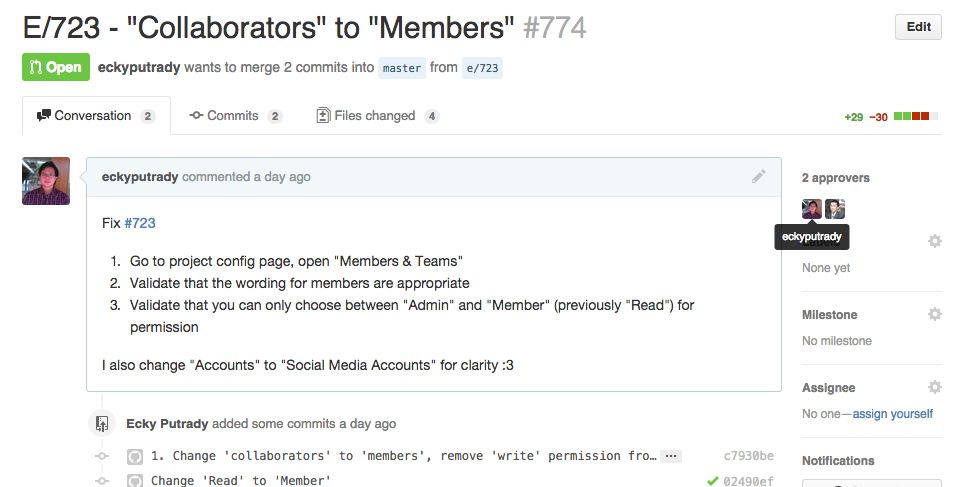 E/723 - "Collaborators" to "Members" #774
Edit
Open eckyputrady wants to merge 2 commits into master from e/723
Conversation 2 Commits 2 Files changed 4
+29 −30
eckyputrady commented a day ago
2 approvers
Fix #723
eckyputrady
1. Go to project config page, open "Members & Teams"
2. Validate that the wording for members are appropriate
None yet
3. Validate that you can only choose between "Admin" and "Member" (previously "Read") for
permission
Milestone
No milestone
I also change "Accounts" to "Social Media Accounts" for clarity :3
Assignee
No one—assign yourself
Ecky Putrady added some commits a day ago
1. Change 'collaborators' to 'members', remove 'write' permission fro… ... c7930be
Notifications
Change 'Read' to 'Member' 02490ef